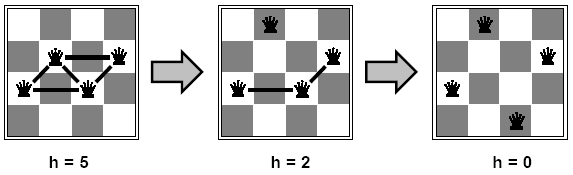 h = 5
h = 2
h = 0